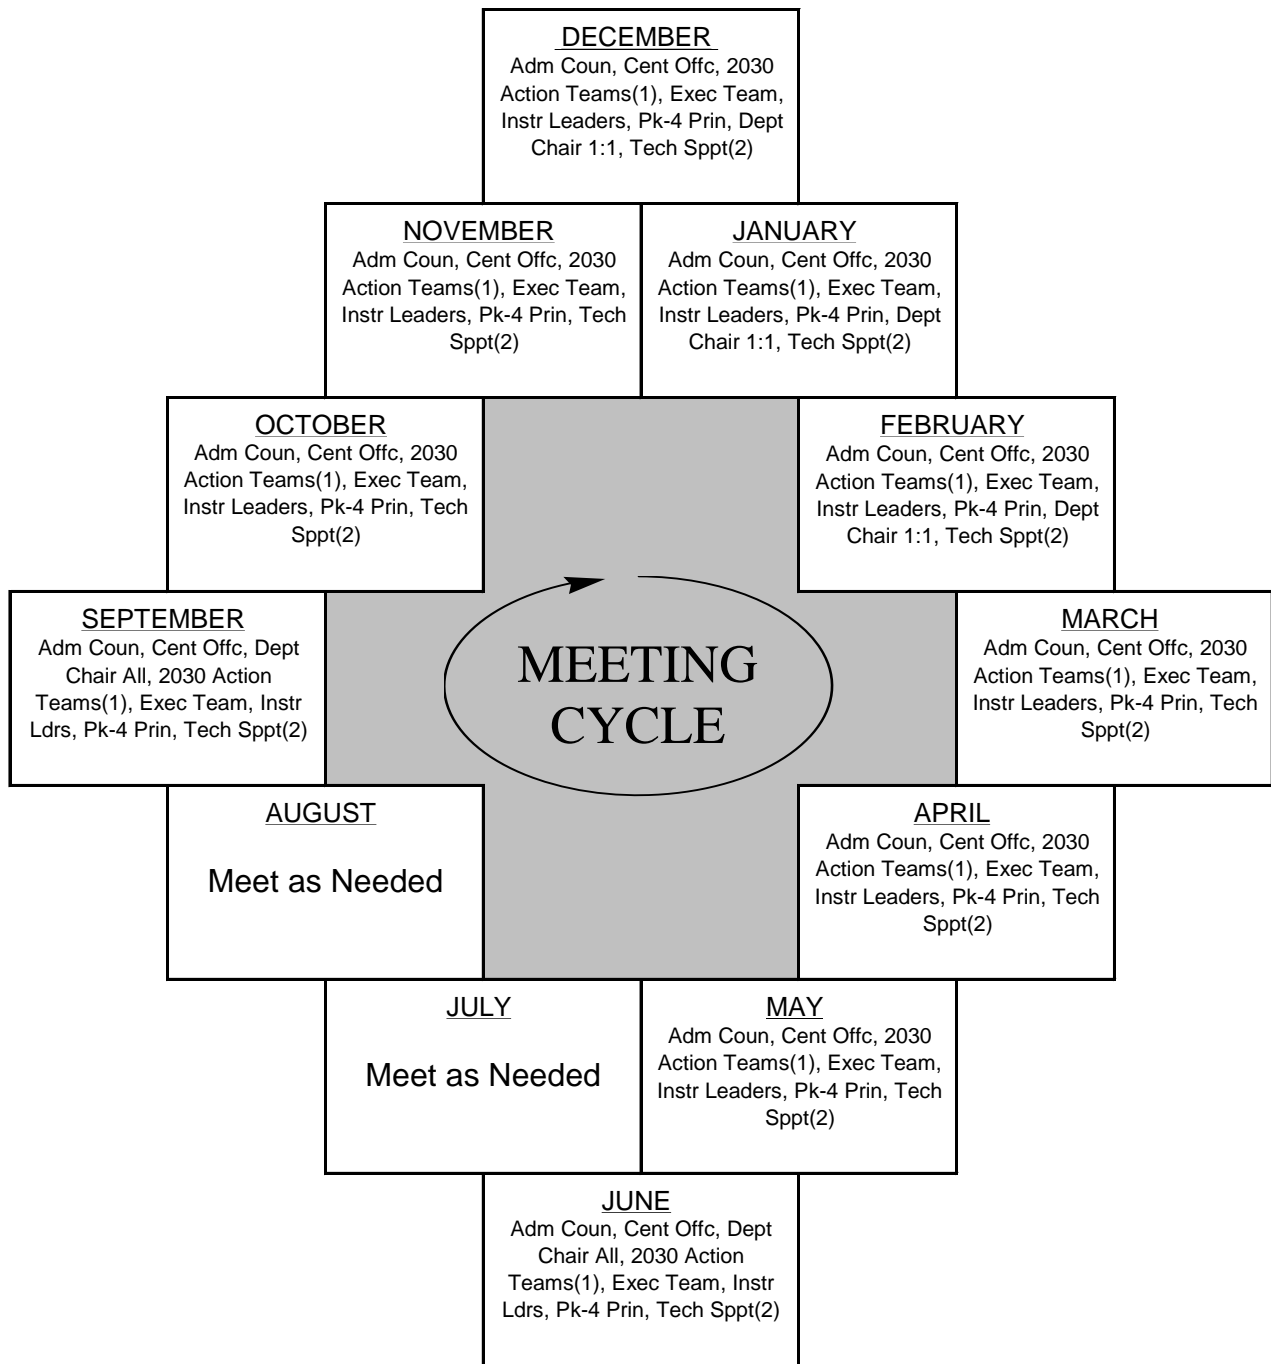 DECEMBER
Adm Coun, Cent Offc, 2030
Action Teams(1), Exec Team,
Instr Leaders, Pk-4 Prin, Dept
Chair 1:1, Tech Sppt(2)
NOVEMBER
Adm Coun, Cent Offc, 2030
Action Teams(1), Exec Team,
Instr Leaders, Pk-4 Prin, Tech
Sppt(2)
JANUARY
Adm Coun, Cent Offc, 2030
Action Teams(1), Exec Team,
Instr Leaders, Pk-4 Prin, Dept
Chair 1:1, Tech Sppt(2)
OCTOBER
Adm Coun, Cent Offc, 2030
Action Teams(1), Exec Team,
Instr Leaders, Pk-4 Prin, Tech
Sppt(2)
FEBRUARY
Adm Coun, Cent Offc, 2030
Action Teams(1), Exec Team,
Instr Leaders, Pk-4 Prin, Dept
Chair 1:1, Tech Sppt(2)
SEPTEMBER
Adm Coun, Cent Offc, Dept
Chair All, 2030 Action
Teams(1), Exec Team, Instr
Ldrs, Pk-4 Prin, Tech Sppt(2)
MEETING
CYCLE
MARCH
Adm Coun, Cent Offc, 2030
Action Teams(1), Exec Team,
Instr Leaders, Pk-4 Prin, Tech
Sppt(2)
AUGUST
Meet as Needed
APRIL
Adm Coun, Cent Offc, 2030
Action Teams(1), Exec Team,
Instr Leaders, Pk-4 Prin, Tech
Sppt(2)
JULY
Meet as Needed
MAY
Adm Coun, Cent Offc, 2030
Action Teams(1), Exec Team,
Instr Leaders, Pk-4 Prin, Tech
Sppt(2)
JUNE
Adm Coun, Cent Offc, Dept
Chair All, 2030 Action
Teams(1), Exec Team, Instr
Ldrs, Pk-4 Prin, Tech Sppt(2)